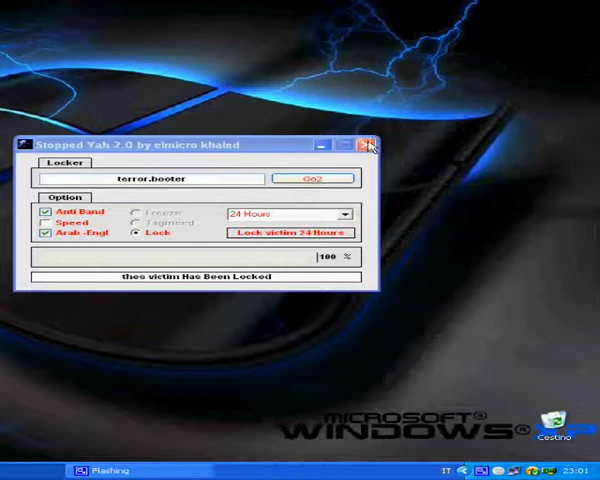 Stopped Yah 2.0 by elmicro khaled
Locker
terror.booter
Go2
Option
Anti Band
Freeze
24 Hours
Speed
Tagmeed
Arab -Engl
Lock
Lock victim 24 Hours
100 %
thes victim Has Been Locked
MICROSOFT®
WINDOWS® XP
Cestino
Flashing
IT
23:01